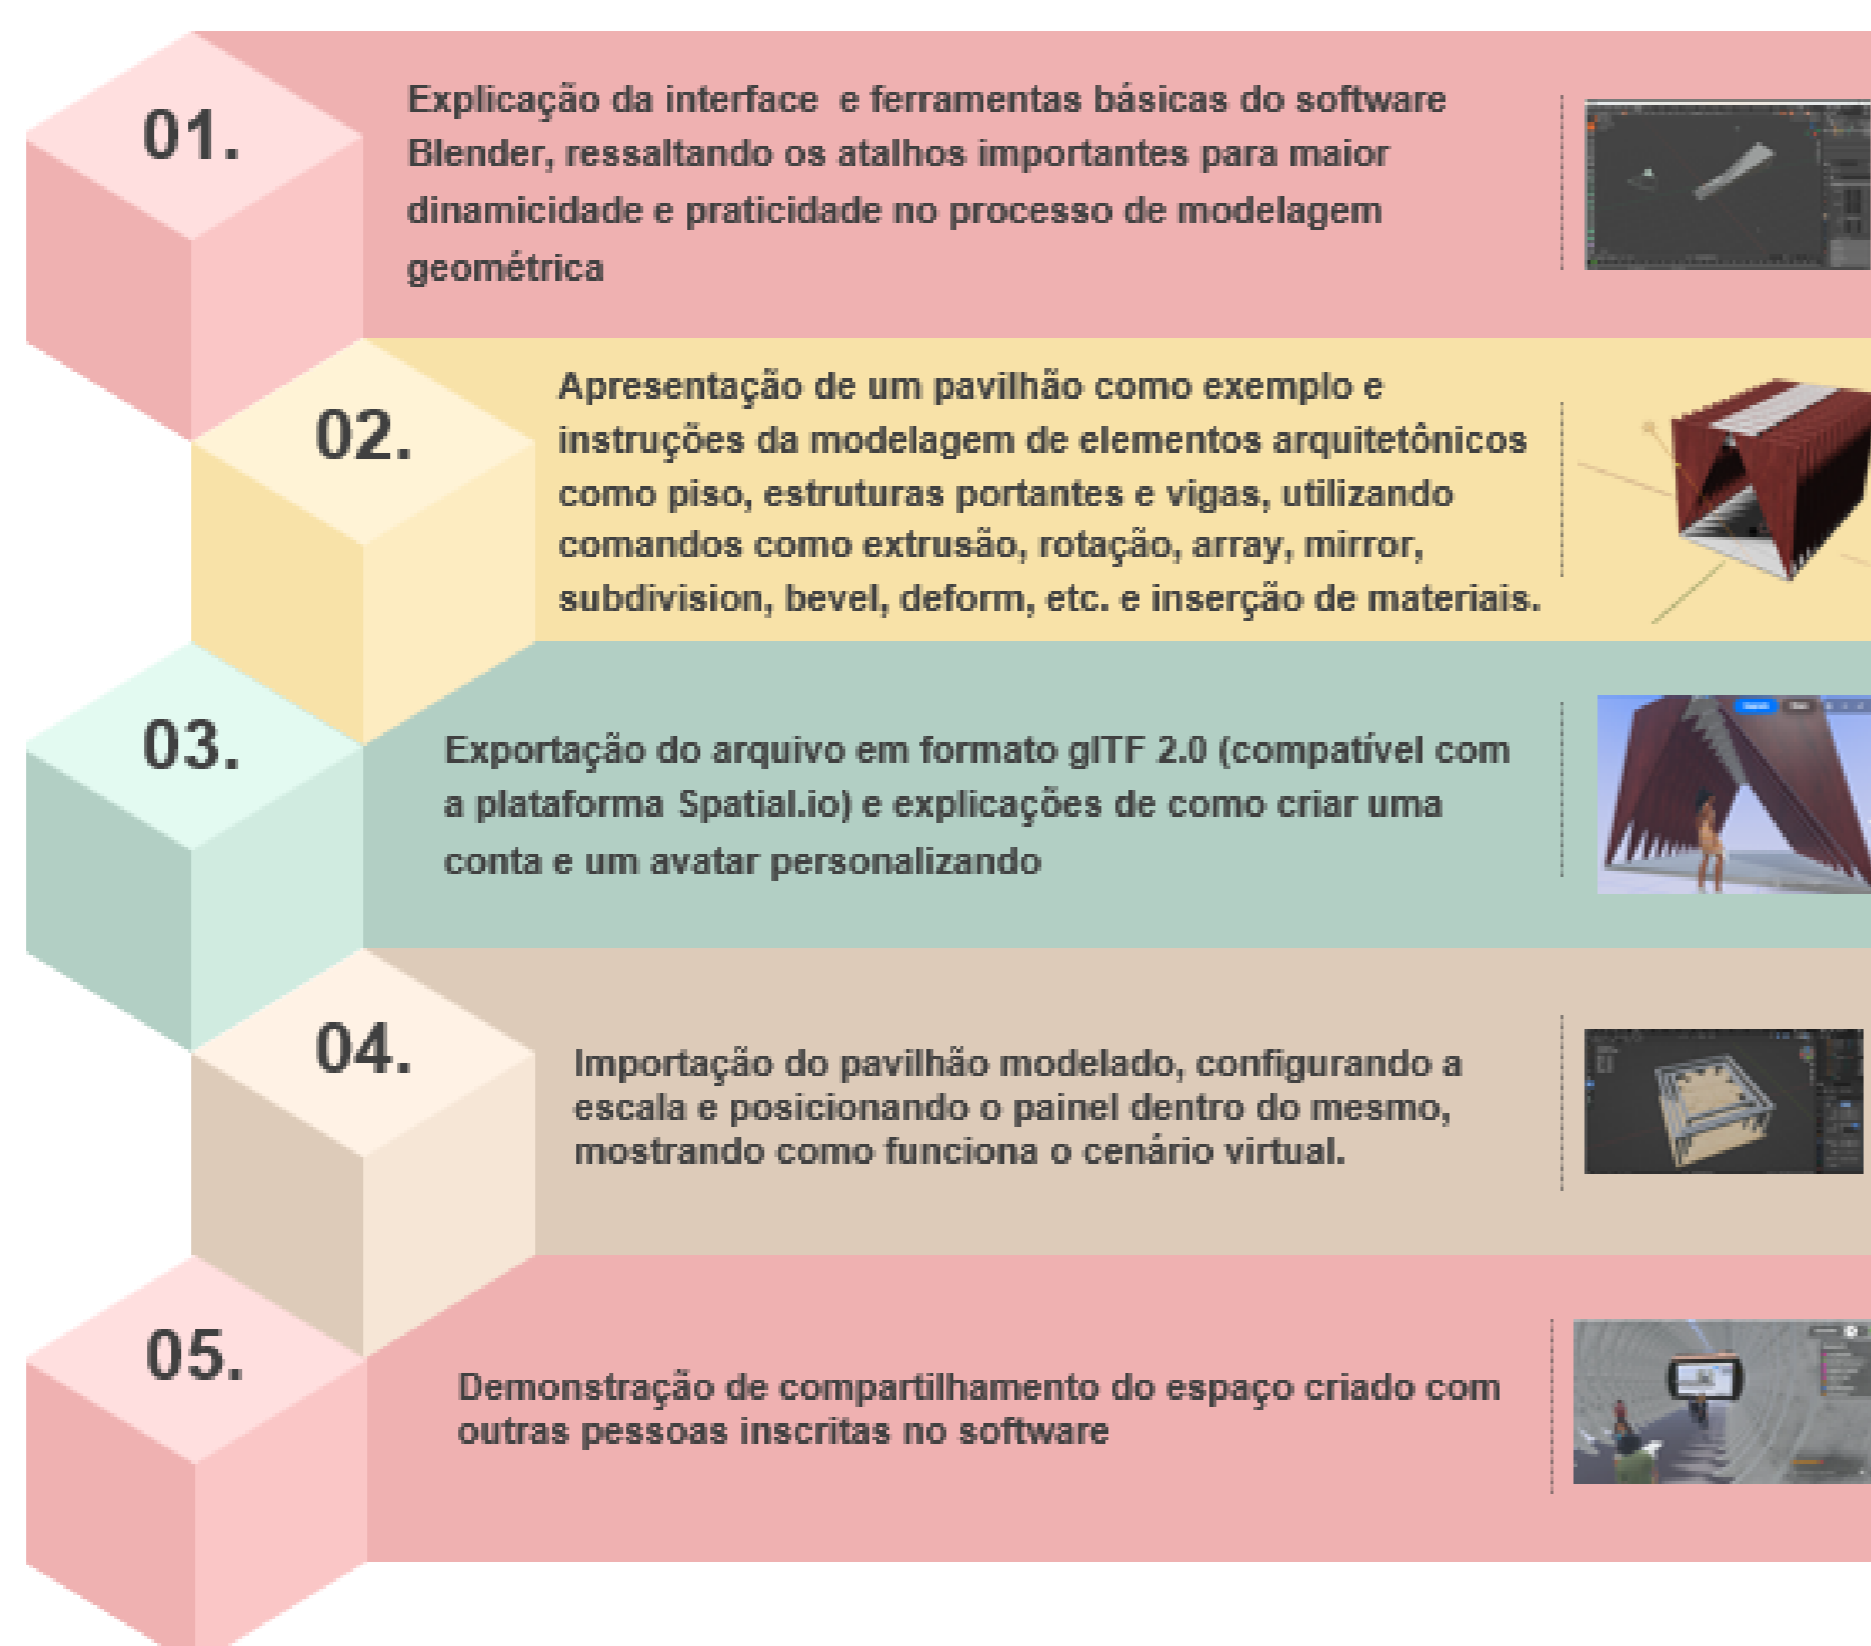 01.
Explicação da interface  e ferramentas básicas do software
Blender, ressaltando os atalhos importantes para maior
dinamicidade e praticidade no processo de modelagem
geométrica
02.
Apresentação de um pavilhão como exemplo e
instruções da modelagem de elementos arquitetônicos
como piso, estruturas portantes e vigas, utilizando
comandos como extrusão, rotação, array, mirror,
subdivision, bevel, deform, etc. e inserção de materiais.
03.
Exportação do arquivo em formato glTF 2.0 (compatível com
a plataforma Spatial.io) e explicações de como criar uma
conta e um avatar personalizando
04.
Importação do pavilhão modelado, configurando a
escala e posicionando o painel dentro do mesmo,
mostrando como funciona o cenário virtual.
05.
Demonstração de compartilhamento do espaço criado com
outras pessoas inscritas no software